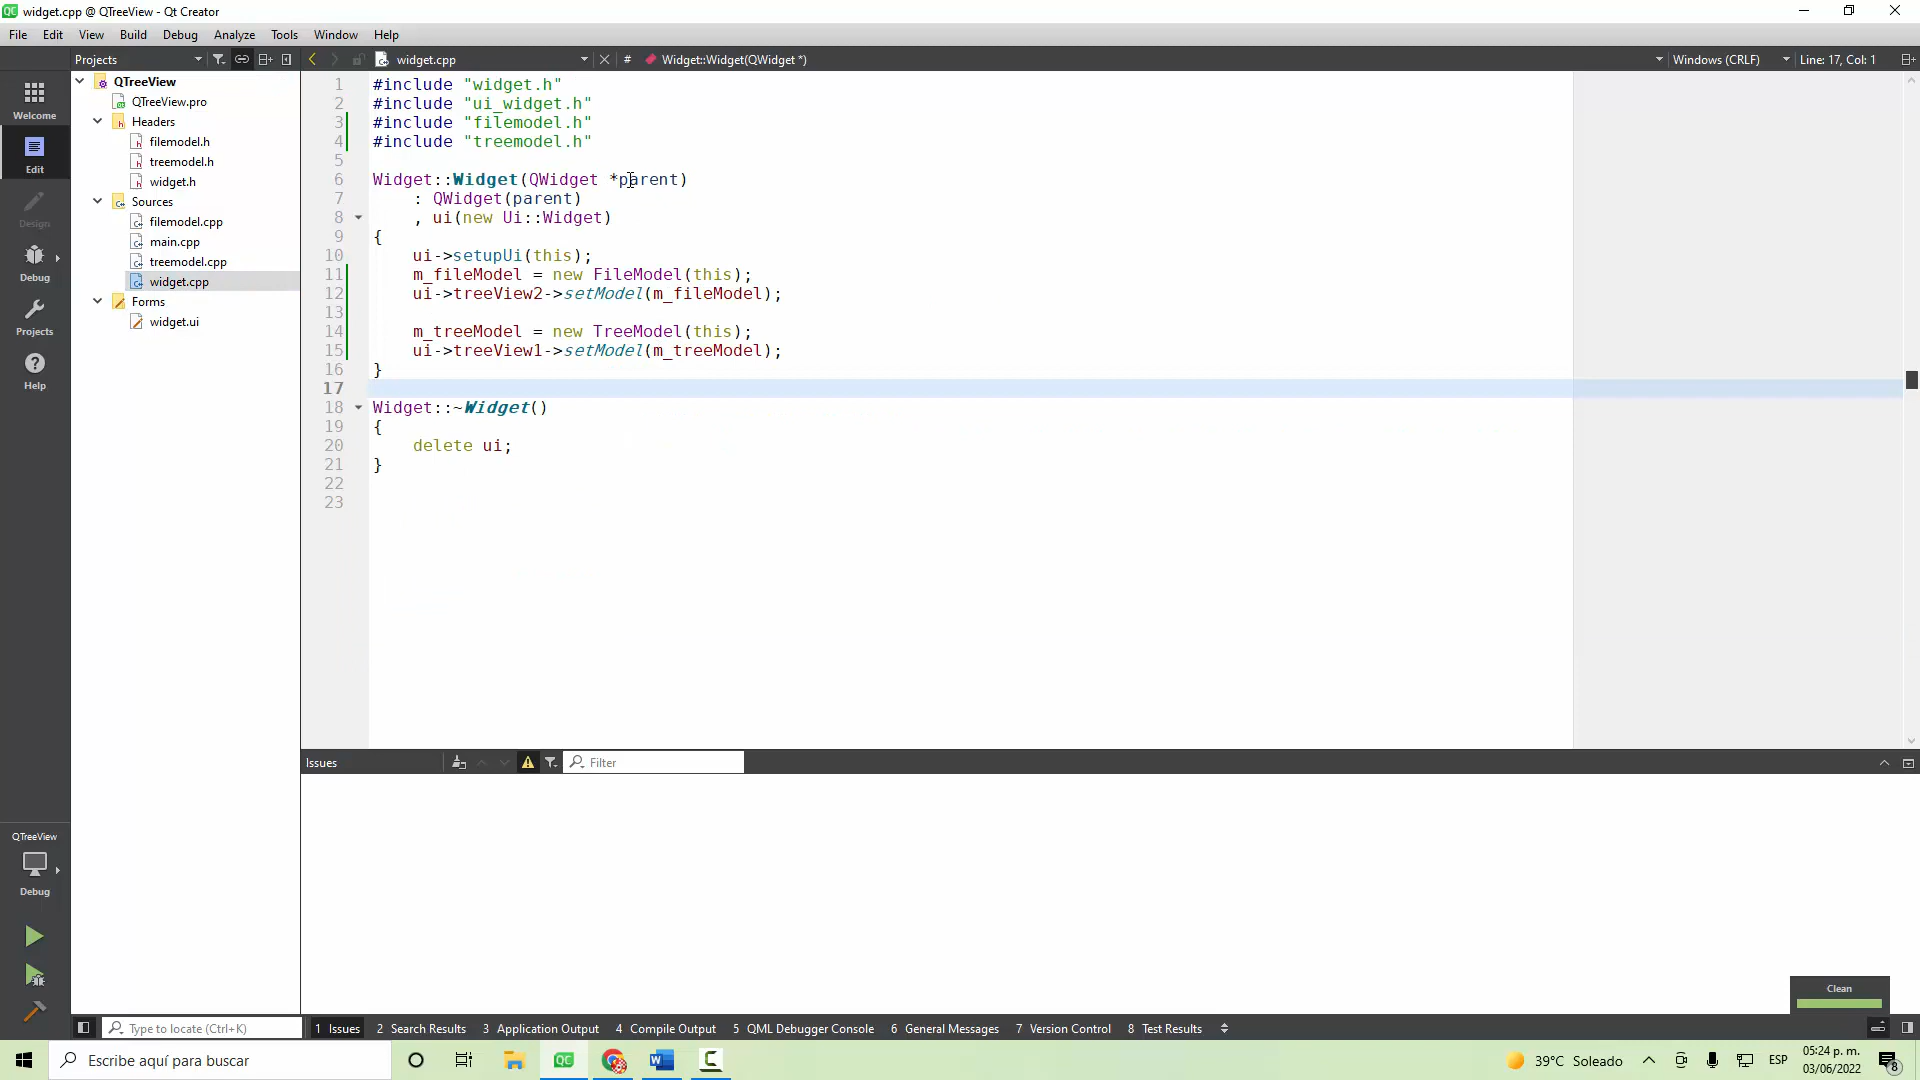 widget.cpp @ QTreeView - Qt Creator
File Edit View Build Debug Tools Analyze Window Help
Projects widget.cpp # Widget::Widget(QWidget *) Windows (CRLF) Line: 17, Col: 1
Welcome
Edit
Design
Debug
Projects
Help
QTreeView
Debug
QTreeView
QTreeView.pro
Headers
filemodel.h
treemodel.h
widget.h
Sources
filemodel.cpp
main.cpp
treemodel.cpp
widget.cpp
Forms
widget.ui
1 #include "widget.h"
2 #include "ui_widget.h"
3 #include "filemodel.h"
4 #include "treemodel.h"
5
6 Widget::Widget(QWidget *parent)
7     : QWidget(parent)
8     , ui(new Ui::Widget)
9 {
10     ui->setupUi(this);
11     m_fileModel = new FileModel(this);
12     ui->treeView2->setModel(m_fileModel);
13
14     m_treeModel = new TreeModel(this);
15     ui->treeView1->setModel(m_treeModel);
16 }
17
18 Widget::~Widget()
19 {
20     delete ui;
21 }
22
23
Issues Filter
Clean
Type to locate (Ctrl+K) 1 Issues 2 Search Results 3 Application Output 4 Compile Output 5 QML Debugger Console 6 General Messages 7 Version Control 8 Test Results
Escribe aquí para buscar 39°C Soleado ESP 05:24 p. m.
03/06/2022 8